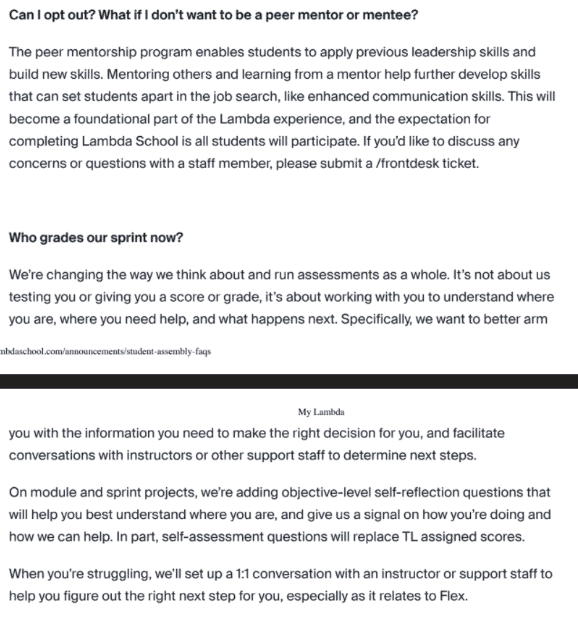 Can I opt out? What if I don't want to be a peer mentor or mentee?
The peer mentorship program enables students to apply previous leadership skills and
build new skills. Mentoring others and learning from a mentor help further develop skills
that can set students apart in the job search, like enhanced communication skills. This will
become a foundational part of the Lambda experience, and the expectation for
completing Lambda School is all students will participate. If you'd like to discuss any
concerns or questions with a staff member, please submit a /frontdesk ticket.
Who grades our sprint now?
We're changing the way we think about and run assessments as a whole. It's not about us
testing you or giving you a score or grade, it's about working with you to understand where
you are, where you need help, and what happens next. Specifically, we want to better arm
mbdaschool.com/announcements/student-assembly-faqs
My Lambda
you with the information you need to make the right decision for you, and facilitate
conversations with instructors or other support staff to determine next steps.
On module and sprint projects, we're adding objective-level self-reflection questions that
will help you best understand where you are, and give us a signal on how you're doing and
how we can help. In part, self-assessment questions will replace TL assigned scores.
When you're struggling, we'll set up a 1:1 conversation with an instructor or support staff to
help you figure out the right next step for you, especially as it relates to Flex.